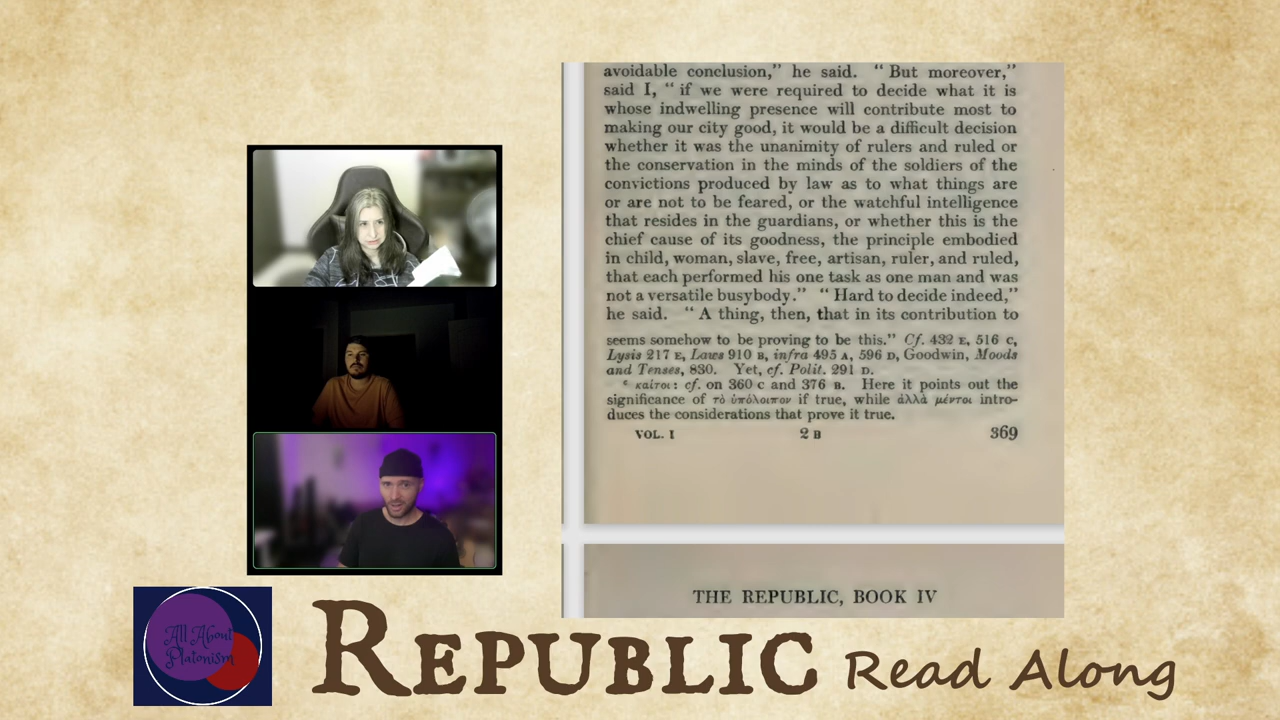 avoidable conclusion,” he said. “ But moreover,”
said I, “ if we were required to decide what it is
whose indwelling presence will contribute most to
making our city good, it would be a difficult decision
whether it was the unanimity of rulers and ruled or
the conservation in the minds of the soldiers of the
convictions produced by law as to what things are
or are not to be feared, or the watchful intelligence
that resides in the guardians, or whether this is the
chief cause of its goodness, the principle embodied
in child, woman, slave, free, artisan, ruler, and ruled,
that each performed his one task as one man and was
not a versatile busybody.” “ Hard to decide indeed,”
he said. “ A thing, then, that in its contribution to
seems somehow to be proving to be this.” Cf. 432 E, 516 C,
Lysis 217 E, Laws 910 B, infra 495 A, 596 D, Goodwin, Moods
and Tenses, 830. Yet, cf. Polit. 291 D.
ᶜ καίτοι : cf. on 360 C and 376 B. Here it points out the
significance of τὸ ὑπόλοιπον if true, while ἀλλὰ μέντοι intro-
duces the considerations that prove it true.
VOL. I 2 B 369
THE REPUBLIC, BOOK IV
All About
Platonism
REPUBLIC Read Along